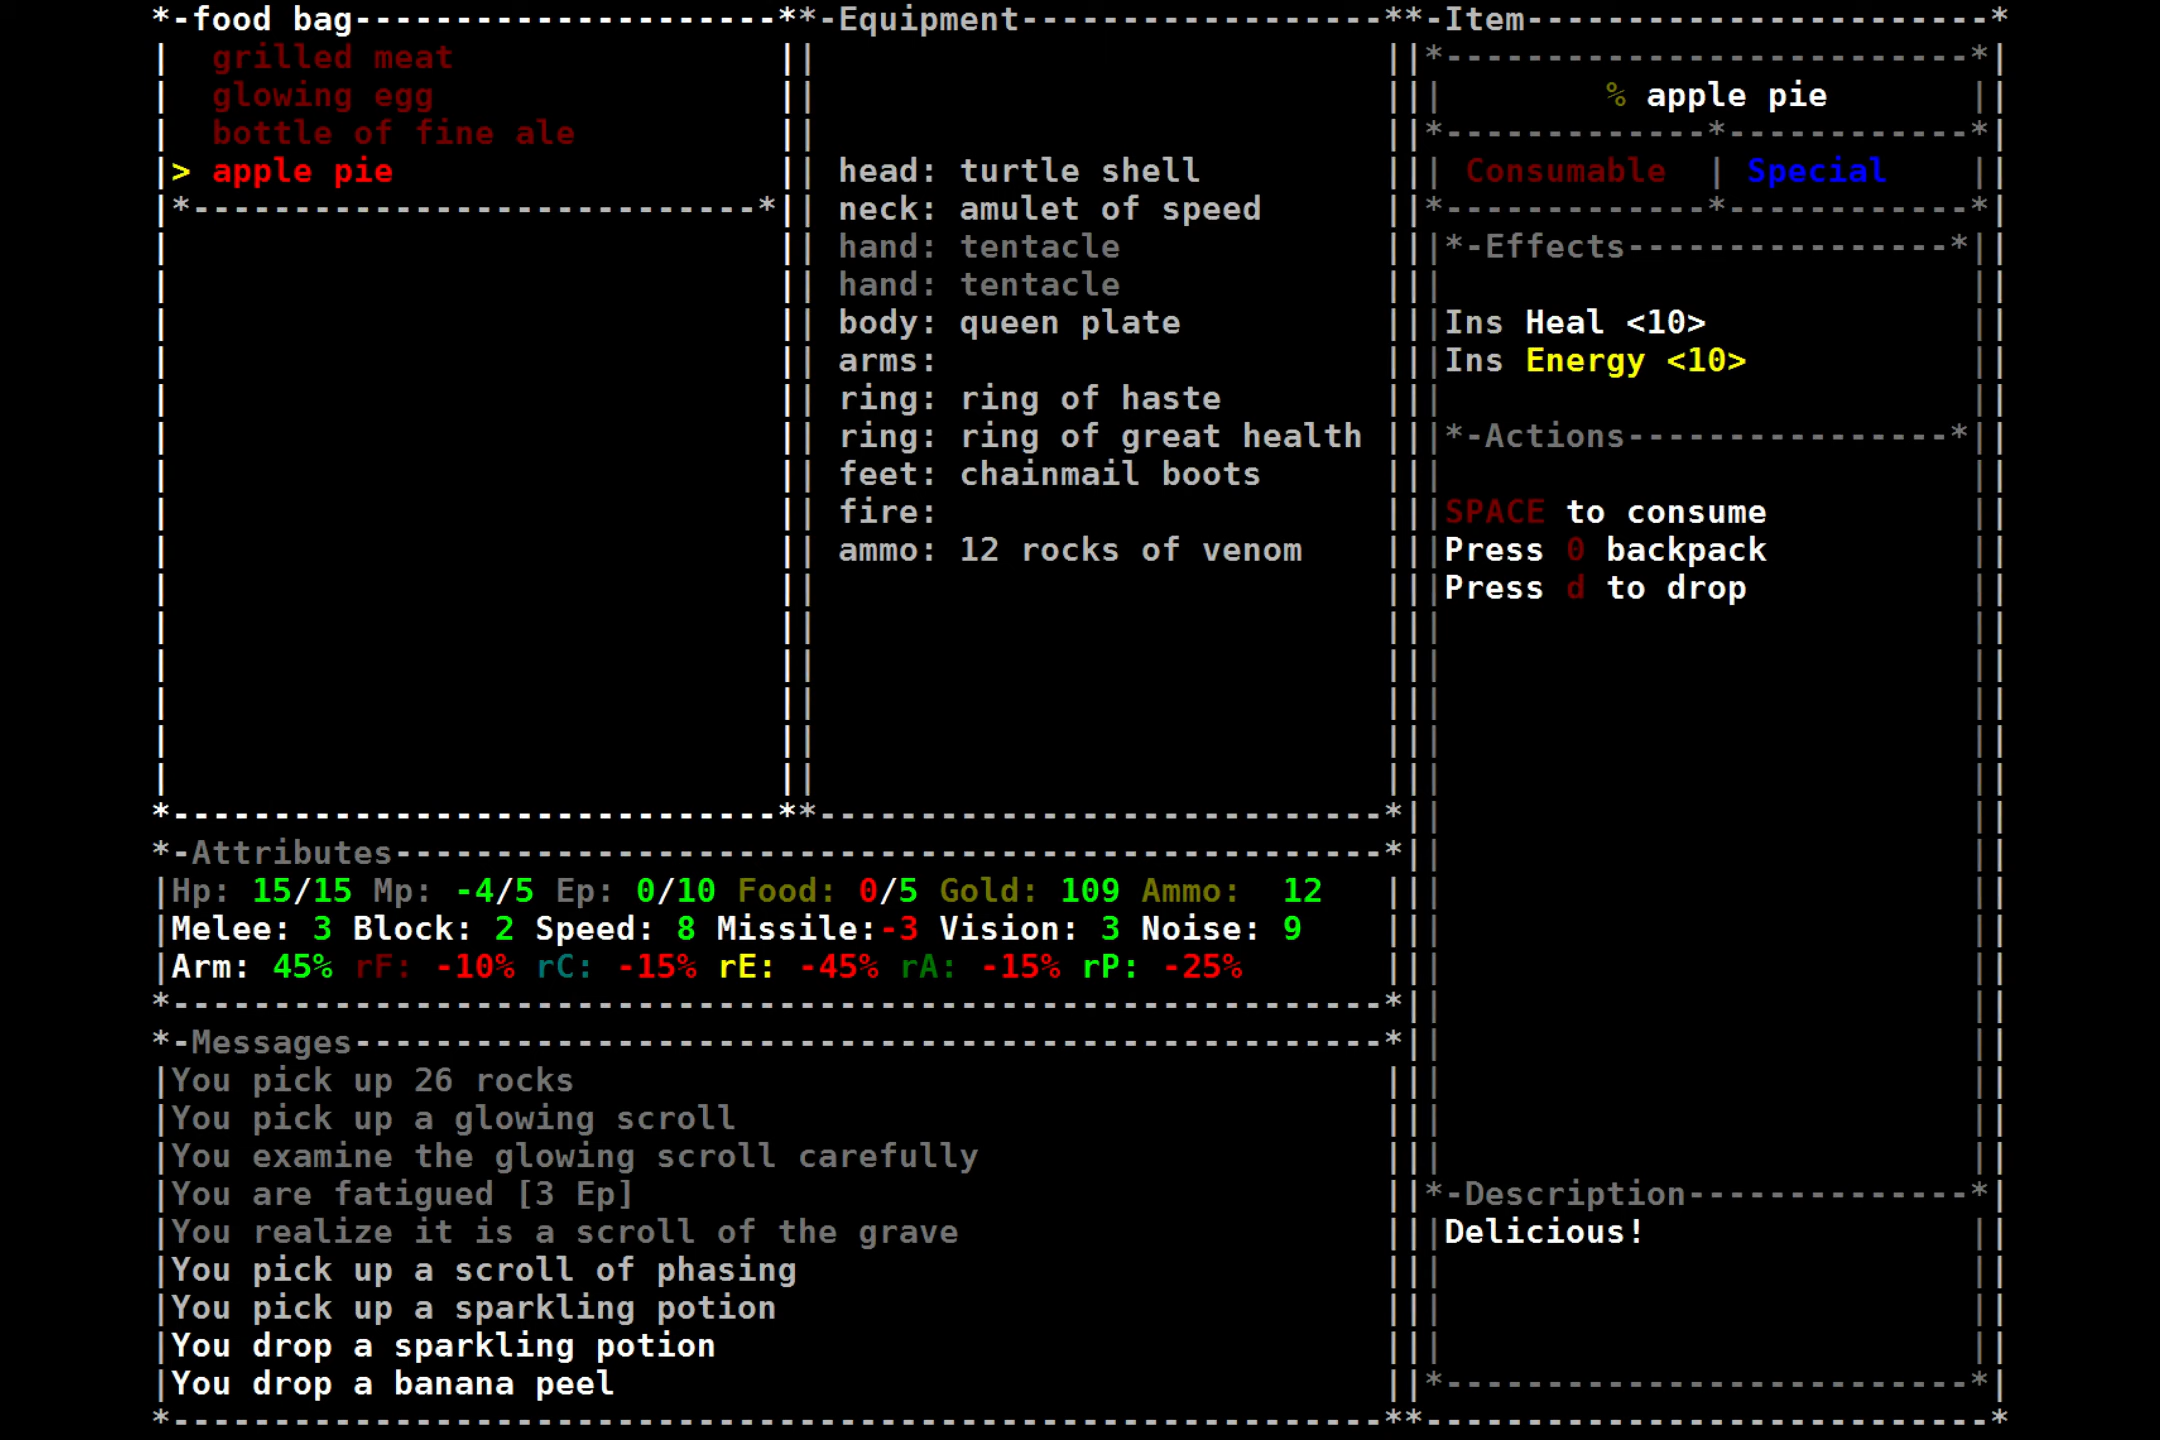 food bag
grilled meat
glowing egg
bottle of fine ale
> apple pie
Equipment
head: turtle shell
neck: amulet of speed
hand: tentacle
hand: tentacle
body: queen plate
arms:
ring: ring of haste
ring: ring of great health
feet: chainmail boots
fire:
ammo: 12 rocks of venom
Item
% apple pie
Consumable | Special
Effects
Ins Heal <10>
Ins Energy <10>
Actions
SPACE to consume
Press 0 backpack
Press d to drop
Description
Delicious!
Attributes
Hp: 15/15 Mp: -4/5 Ep: 0/10 Food: 0/5 Gold: 109 Ammo: 12
Melee: 3 Block: 2 Speed: 8 Missile:-3 Vision: 3 Noise: 9
Arm: 45% rF: -10% rC: -15% rE: -45% rA: -15% rP: -25%
Messages
You pick up 26 rocks
You pick up a glowing scroll
You examine the glowing scroll carefully
You are fatigued [3 Ep]
You realize it is a scroll of the grave
You pick up a scroll of phasing
You pick up a sparkling potion
You drop a sparkling potion
You drop a banana peel